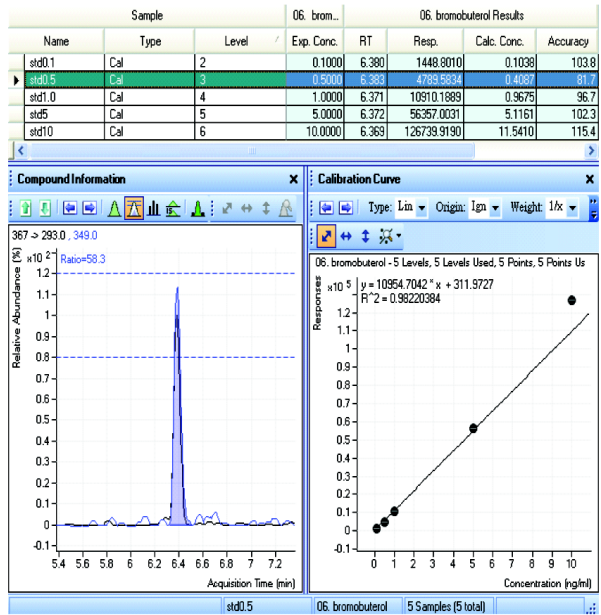 Sample 06. brom... 06. bromobuterol Results
Name Type Level Exp. Conc. RT Resp. Calc. Conc. Accuracy
std0.1 Cal 2 0.1000 6.380 1448.8010 0.1038 103.8
std0.5 Cal 3 0.5000 6.383 4789.5834 0.4087 81.7
std1.0 Cal 4 1.0000 6.371 10910.1889 0.9675 96.7
std5 Cal 5 5.0000 6.372 56357.0031 5.1161 102.3
std10 Cal 6 10.0000 6.369 126739.9190 11.5410 115.4
Compound Information
367 -> 293.0 , 349.0
x10 2
Ratio=58.3
Relative Abundance (%)
1.2
1.1
1
0.9
0.8
0.7
0.6
0.5
0.4
0.3
0.2
0.1
0
-0.1
5.4 5.6 5.8 6 6.2 6.4 6.6 6.8 7 7.2
Acquisition Time (min)
Calibration Curve
Type: Lin Origin: Ign Weight: 1/x
06. bromobuterol - 5 Levels, 5 Levels Used, 5 Points, 5 Points Us
Responses
x10 5
y = 10954.7042 * x + 311.9727
R^2 = 0.98220384
1.2
1.1
1
0.9
0.8
0.7
0.6
0.5
0.4
0.3
0.2
0.1
0
-0.1
0 1 2 3 4 5 6 7 8 9 10
Concentration (ng/ml)
std0.5 06. bromobuterol 5 Samples (5 total)